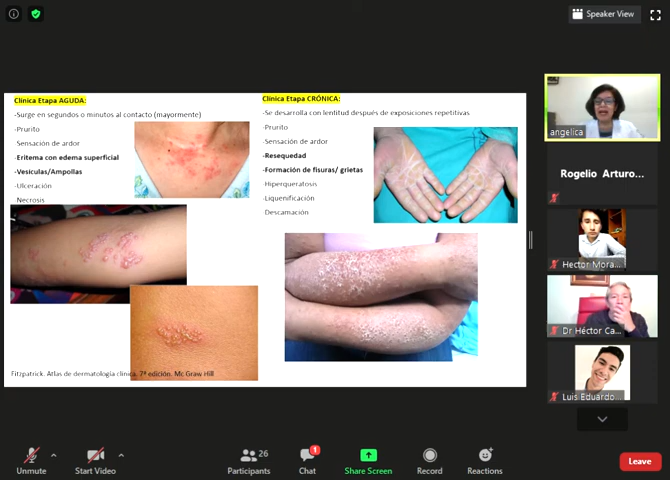 Speaker View
Clínica Etapa AGUDA:
-Surge en segundos o minutos al contacto (mayormente)
-Prurito
Sensación de ardor
-Eritema con edema superficial
-Vesículas/Ampollas
-Ulceración
Necrosis
Clínica Etapa CRÓNICA:
-Se desarrolla con lentitud después de exposiciones repetitivas
-Prurito
-Sensación de ardor
-Resequedad
-Formación de fisuras/ grietas
-Hiperqueratosis
-Liquenificación
Descamación
Fitzpatrick. Atlas de dermatología clínica, 7ª edición. Mc Graw Hill
angélica
Rogelio Arturo...
Hector Mora...
Dr Héctor Ca...
Luis Eduardo...
Unmute
Start Video
26
Participants
1
Chat
Share Screen
Record
Reactions
Leave